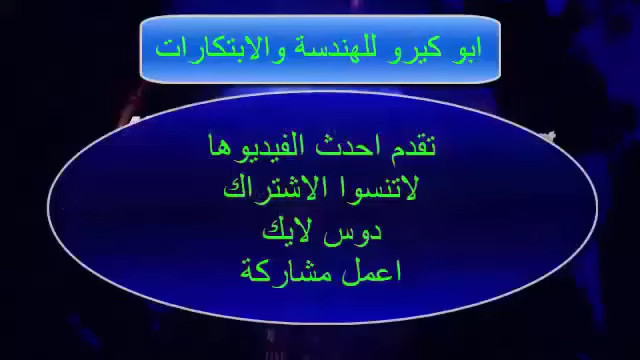 ابو كيرو للهندسة والابتكارات
تقدم احدث الفيديوها
لاتنسوا الاشتراك
دوس لايك
اعمل مشاركة